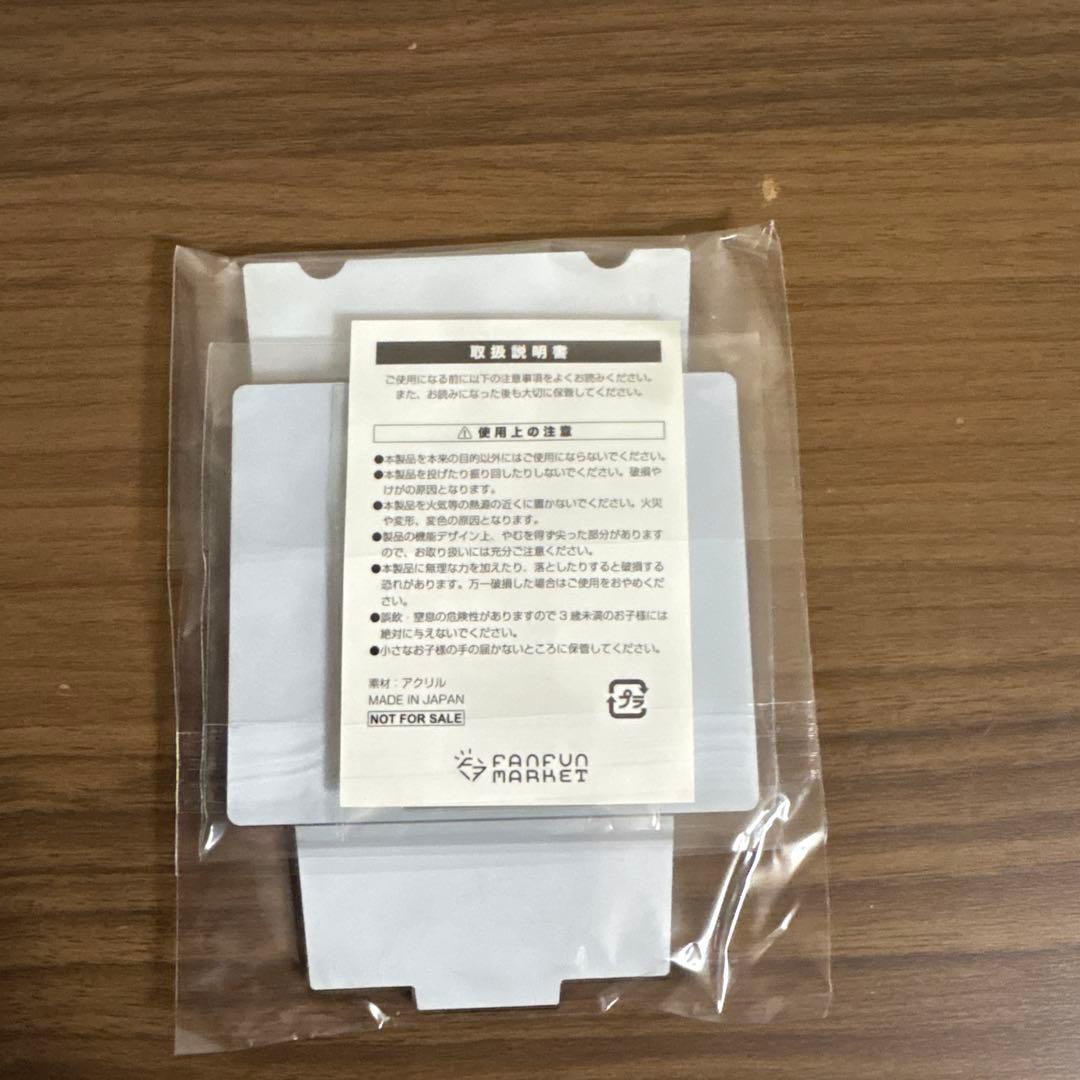 取扱説明書
ご使用になる前に以下の注意事項をよくお読みください。
また、お読みになった後も大切に保管してください。
⚠ 使用上の注意
●本製品を本来の目的以外にはご使用にならないでください。
●本製品を投げたり振り回したりしないでください。破損や
けがの原因となります。
●本製品を火気等の熱源の近くに置かないでください。火災
や変形、変色の原因となります。
●製品の機能デザイン上、やむを得ず尖った部分があります
ので、お取り扱いには充分ご注意ください。
●本製品に無理な力を加えたり、落としたりすると破損する
恐れがあります。万一破損した場合はご使用をおやめくだ
さい。
●誤飲・窒息の危険性がありますので3歳未満のお子様には
絶対に与えないでください。
●小さなお子様の手の届かないところに保管してください。
素材：アクリル
MADE IN JAPAN
NOT FOR SALE
プラ
FANFUN
MARKET